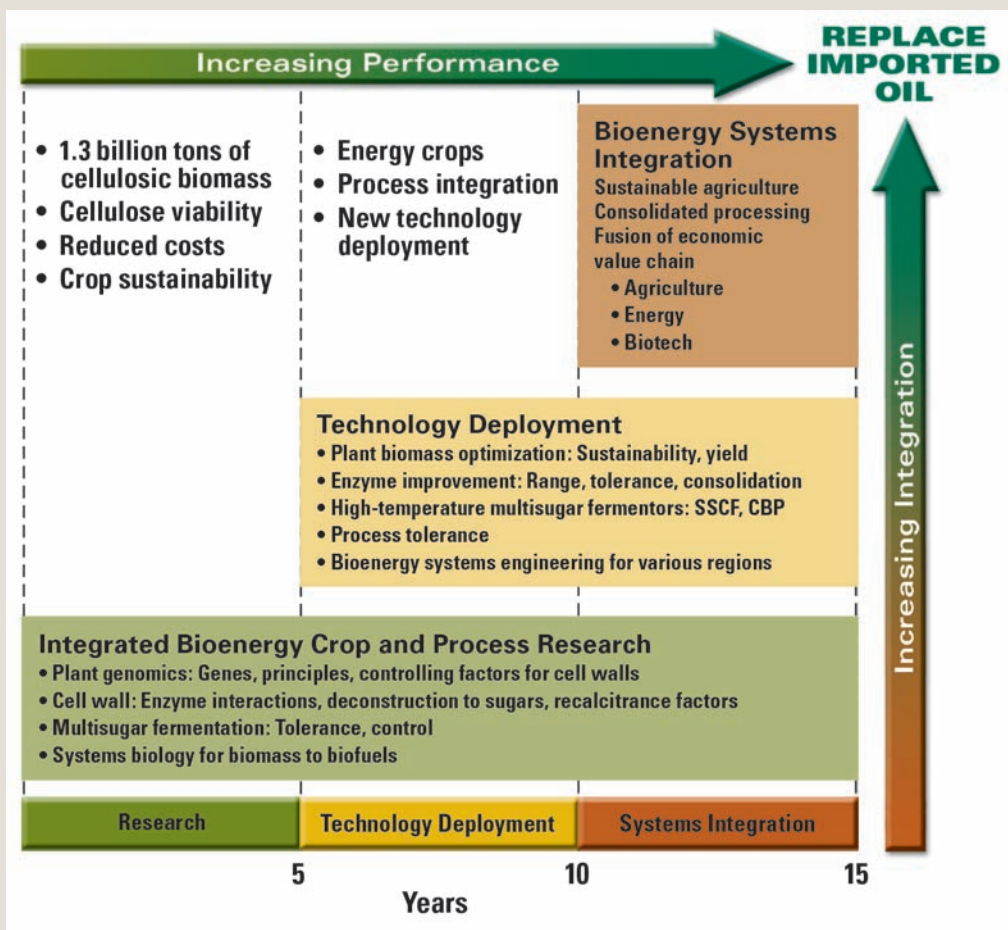 Increasing Performance
REPLACE
IMPORTED
OIL
• 1.3 billion tons of
cellulosic biomass
• Cellulose viability
• Reduced costs
• Crop sustainability
• Energy crops
• Process integration
• New technology
deployment
Bioenergy Systems
Integration
Sustainable agriculture
Consolidated processing
Fusion of economic
value chain
• Agriculture
• Energy
• Biotech
Increasing Integration
Technology Deployment
• Plant biomass optimization: Sustainability, yield
• Enzyme improvement: Range, tolerance, consolidation
• High-temperature multisugar fermentors: SSCF, CBP
• Process tolerance
• Bioenergy systems engineering for various regions
Integrated Bioenergy Crop and Process Research
• Plant genomics: Genes, principles, controlling factors for cell walls
• Cell wall: Enzyme interactions, deconstruction to sugars, recalcitrance factors
• Multisugar fermentation: Tolerance, control
• Systems biology for biomass to biofuels
Research
Technology Deployment
Systems Integration
5
10
15
Years